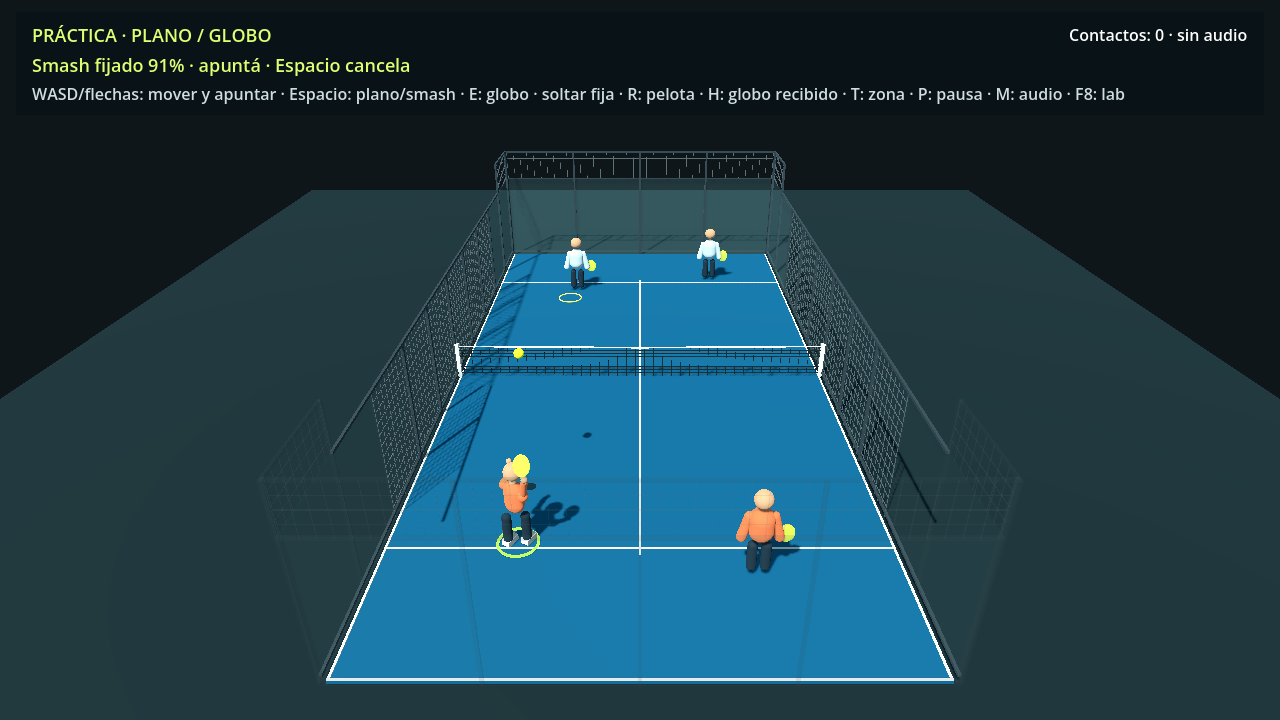 PRÁCTICA · PLANO / GLOBO
Contactos: 0 · sin audio
Smash fijado 91% · apuntá · Espacio cancela
WASD/flechas: mover y apuntar · Espacio: plano/smash · E: globo · soltar fija · R: pelota · H: globo recibido · T: zona · P: pausa · M: audio · F8: lab